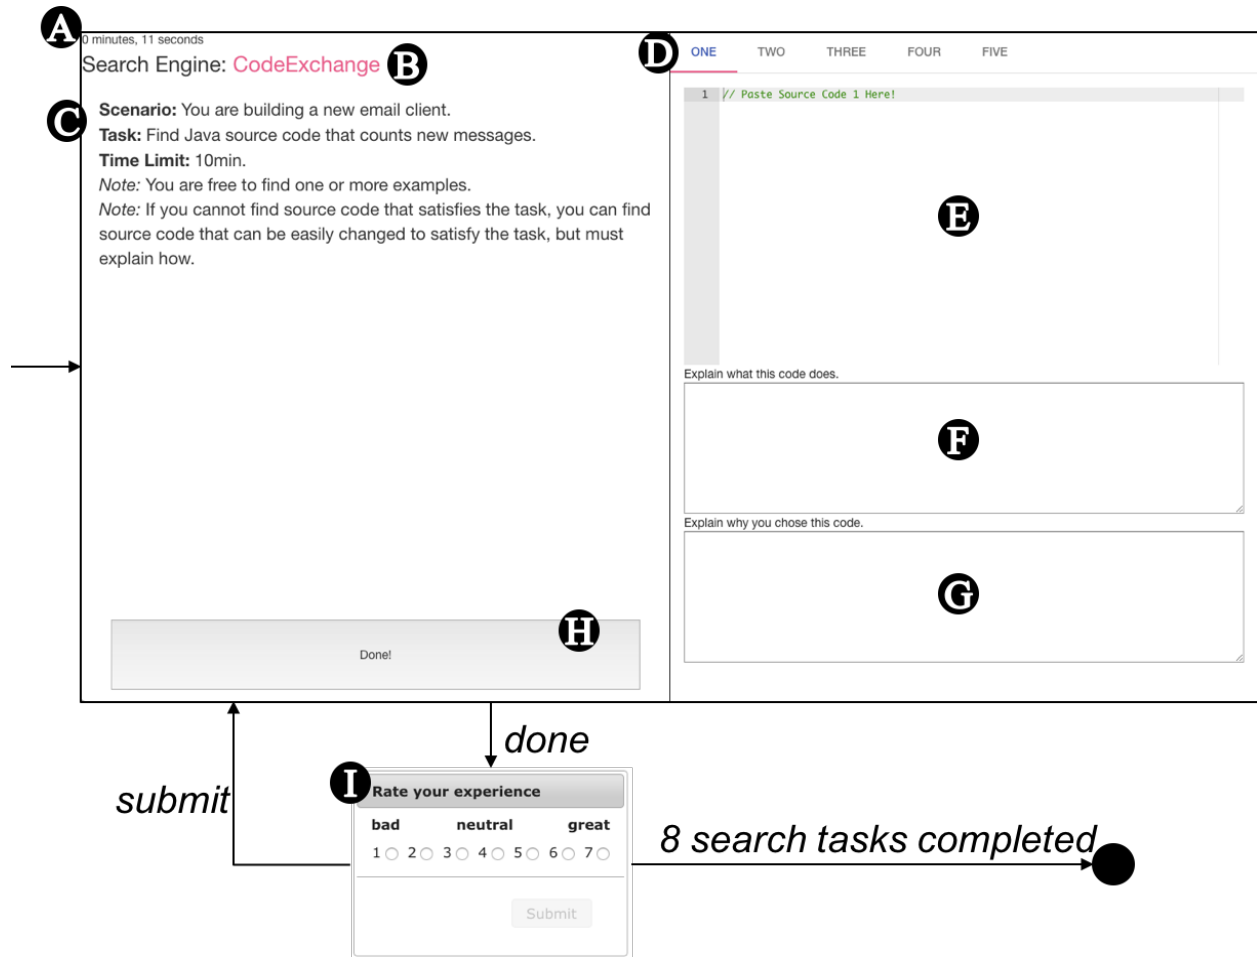 A
0 minutes, 11 seconds
Search Engine: CodeExchange B
C
Scenario: You are building a new email client.
Task: Find Java source code that counts new messages.
Time Limit: 10min.
Note: You are free to find one or more examples.
Note: If you cannot find source code that satisfies the task, you can find
source code that can be easily changed to satisfy the task, but must
explain how.
H
Done!
D ONE TWO THREE FOUR FIVE
1 // Paste Source Code 1 Here!
E
Explain what this code does.
F
Explain why you chose this code.
G
done
submit
I Rate your experience
bad neutral great
1 2 3 4 5 6 7
Submit
8 search tasks completed